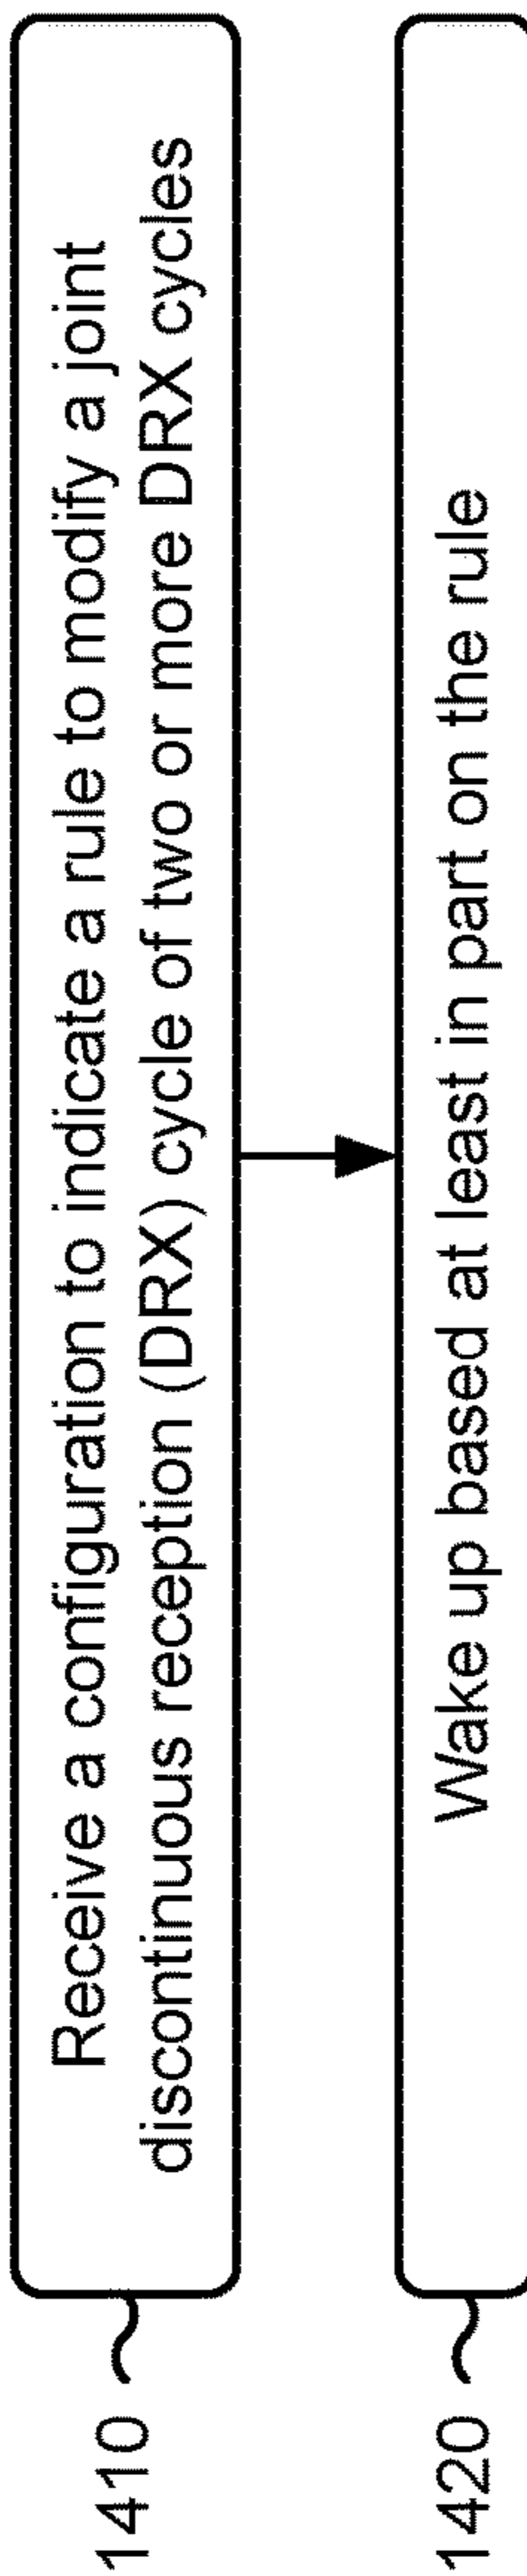 1410
Receive a configuration to indicate a rule to modify a joint
discontinuous reception (DRX) cycle of two or more DRX cycles
1420
Wake up based at least in part on the rule